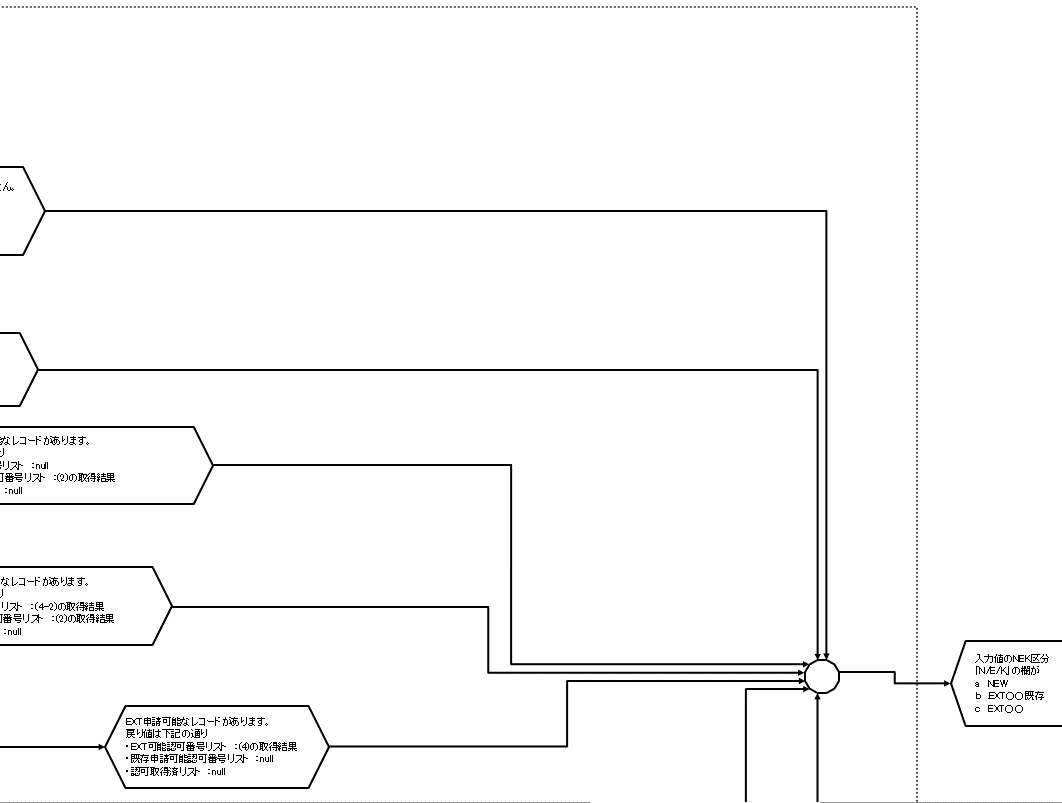 ん。
なレコードがあります。
り
号リスト　：null
可番号リスト　：(2)の取得結果
：null
なレコードがあります。
り
リスト　：(4-2)の取得結果
可番号リスト　：(2)の取得結果
：null
EXT申請可能なレコードがあります。
戻り値は下記の通り
・EXT可能認可番号リスト　：(4)の取得結果
・既存申請可能認可番号リスト　：null
・認可取得済リスト　：null
入力値のNEK区分
「N/E/K」の欄が
a　NEW
b　EXT〇〇既存
c　EXT〇〇